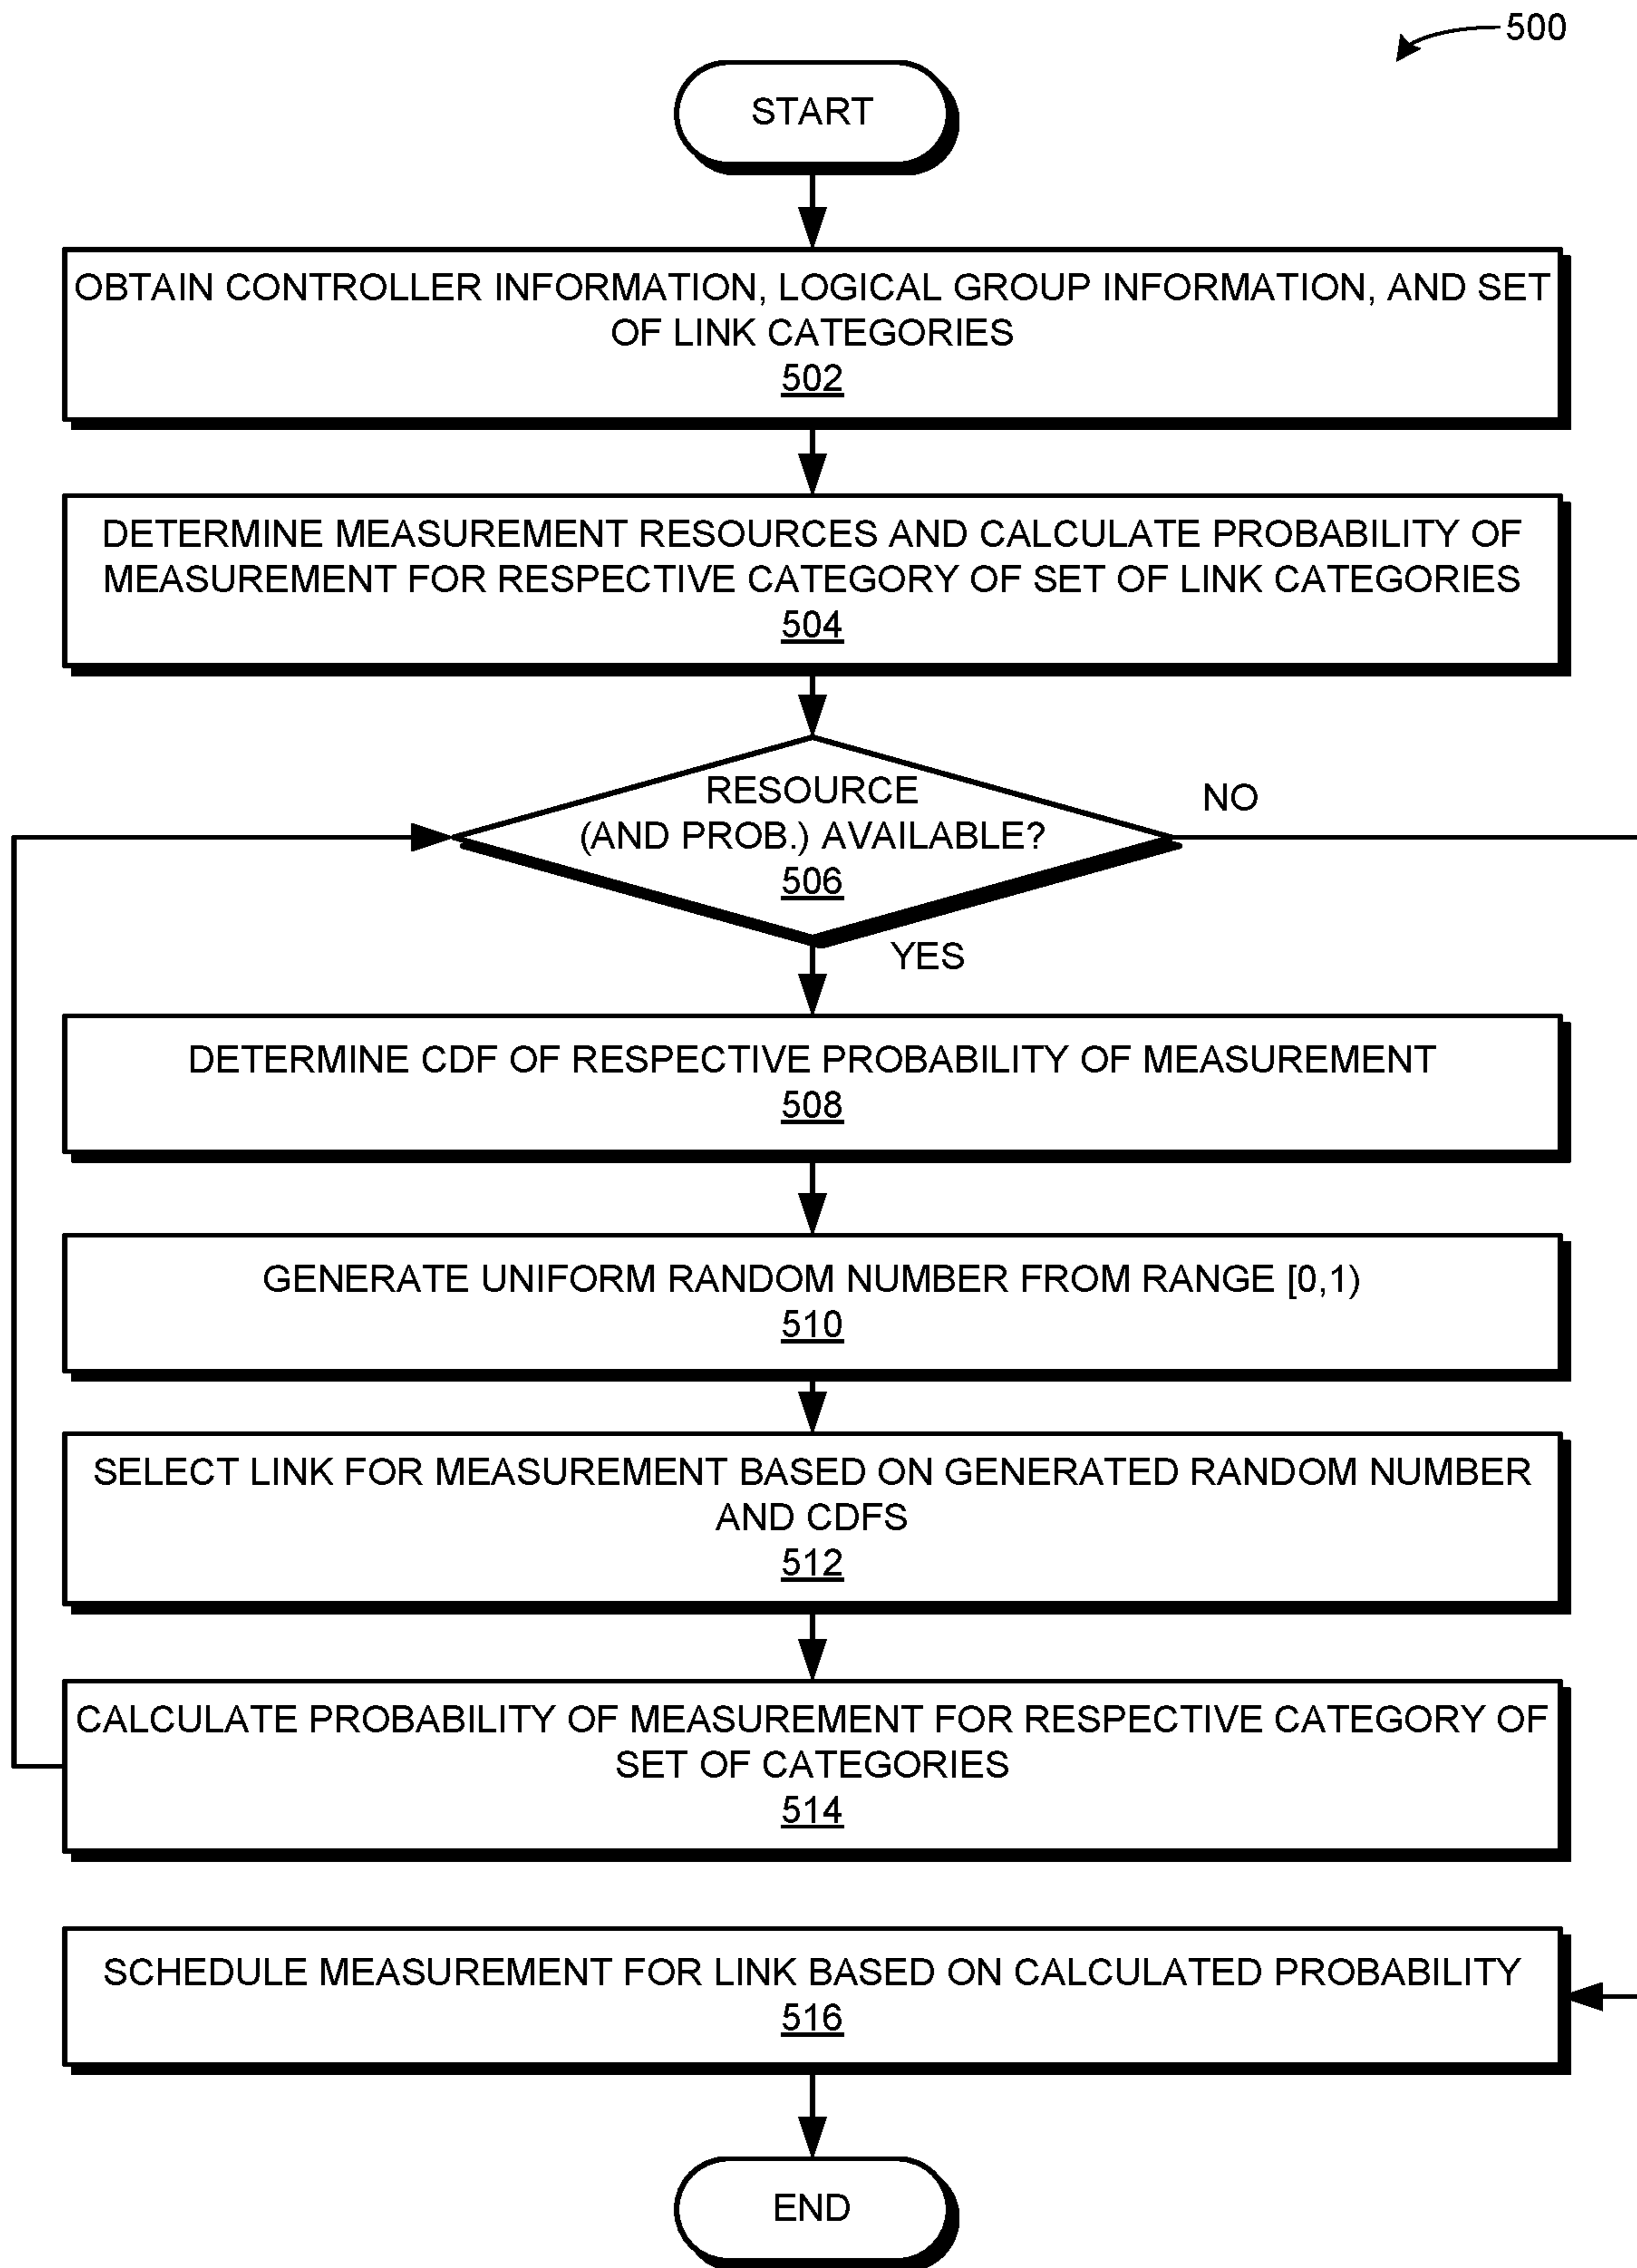 500
START
OBTAIN CONTROLLER INFORMATION, LOGICAL GROUP INFORMATION, AND SET
OF LINK CATEGORIES
502
DETERMINE MEASUREMENT RESOURCES AND CALCULATE PROBABILITY OF
MEASUREMENT FOR RESPECTIVE CATEGORY OF SET OF LINK CATEGORIES
504
RESOURCE
(AND PROB.) AVAILABLE?
506
NO
YES
DETERMINE CDF OF RESPECTIVE PROBABILITY OF MEASUREMENT
508
GENERATE UNIFORM RANDOM NUMBER FROM RANGE [0,1)
510
SELECT LINK FOR MEASUREMENT BASED ON GENERATED RANDOM NUMBER
AND CDFS
512
CALCULATE PROBABILITY OF MEASUREMENT FOR RESPECTIVE CATEGORY OF
SET OF CATEGORIES
514
SCHEDULE MEASUREMENT FOR LINK BASED ON CALCULATED PROBABILITY
516
END